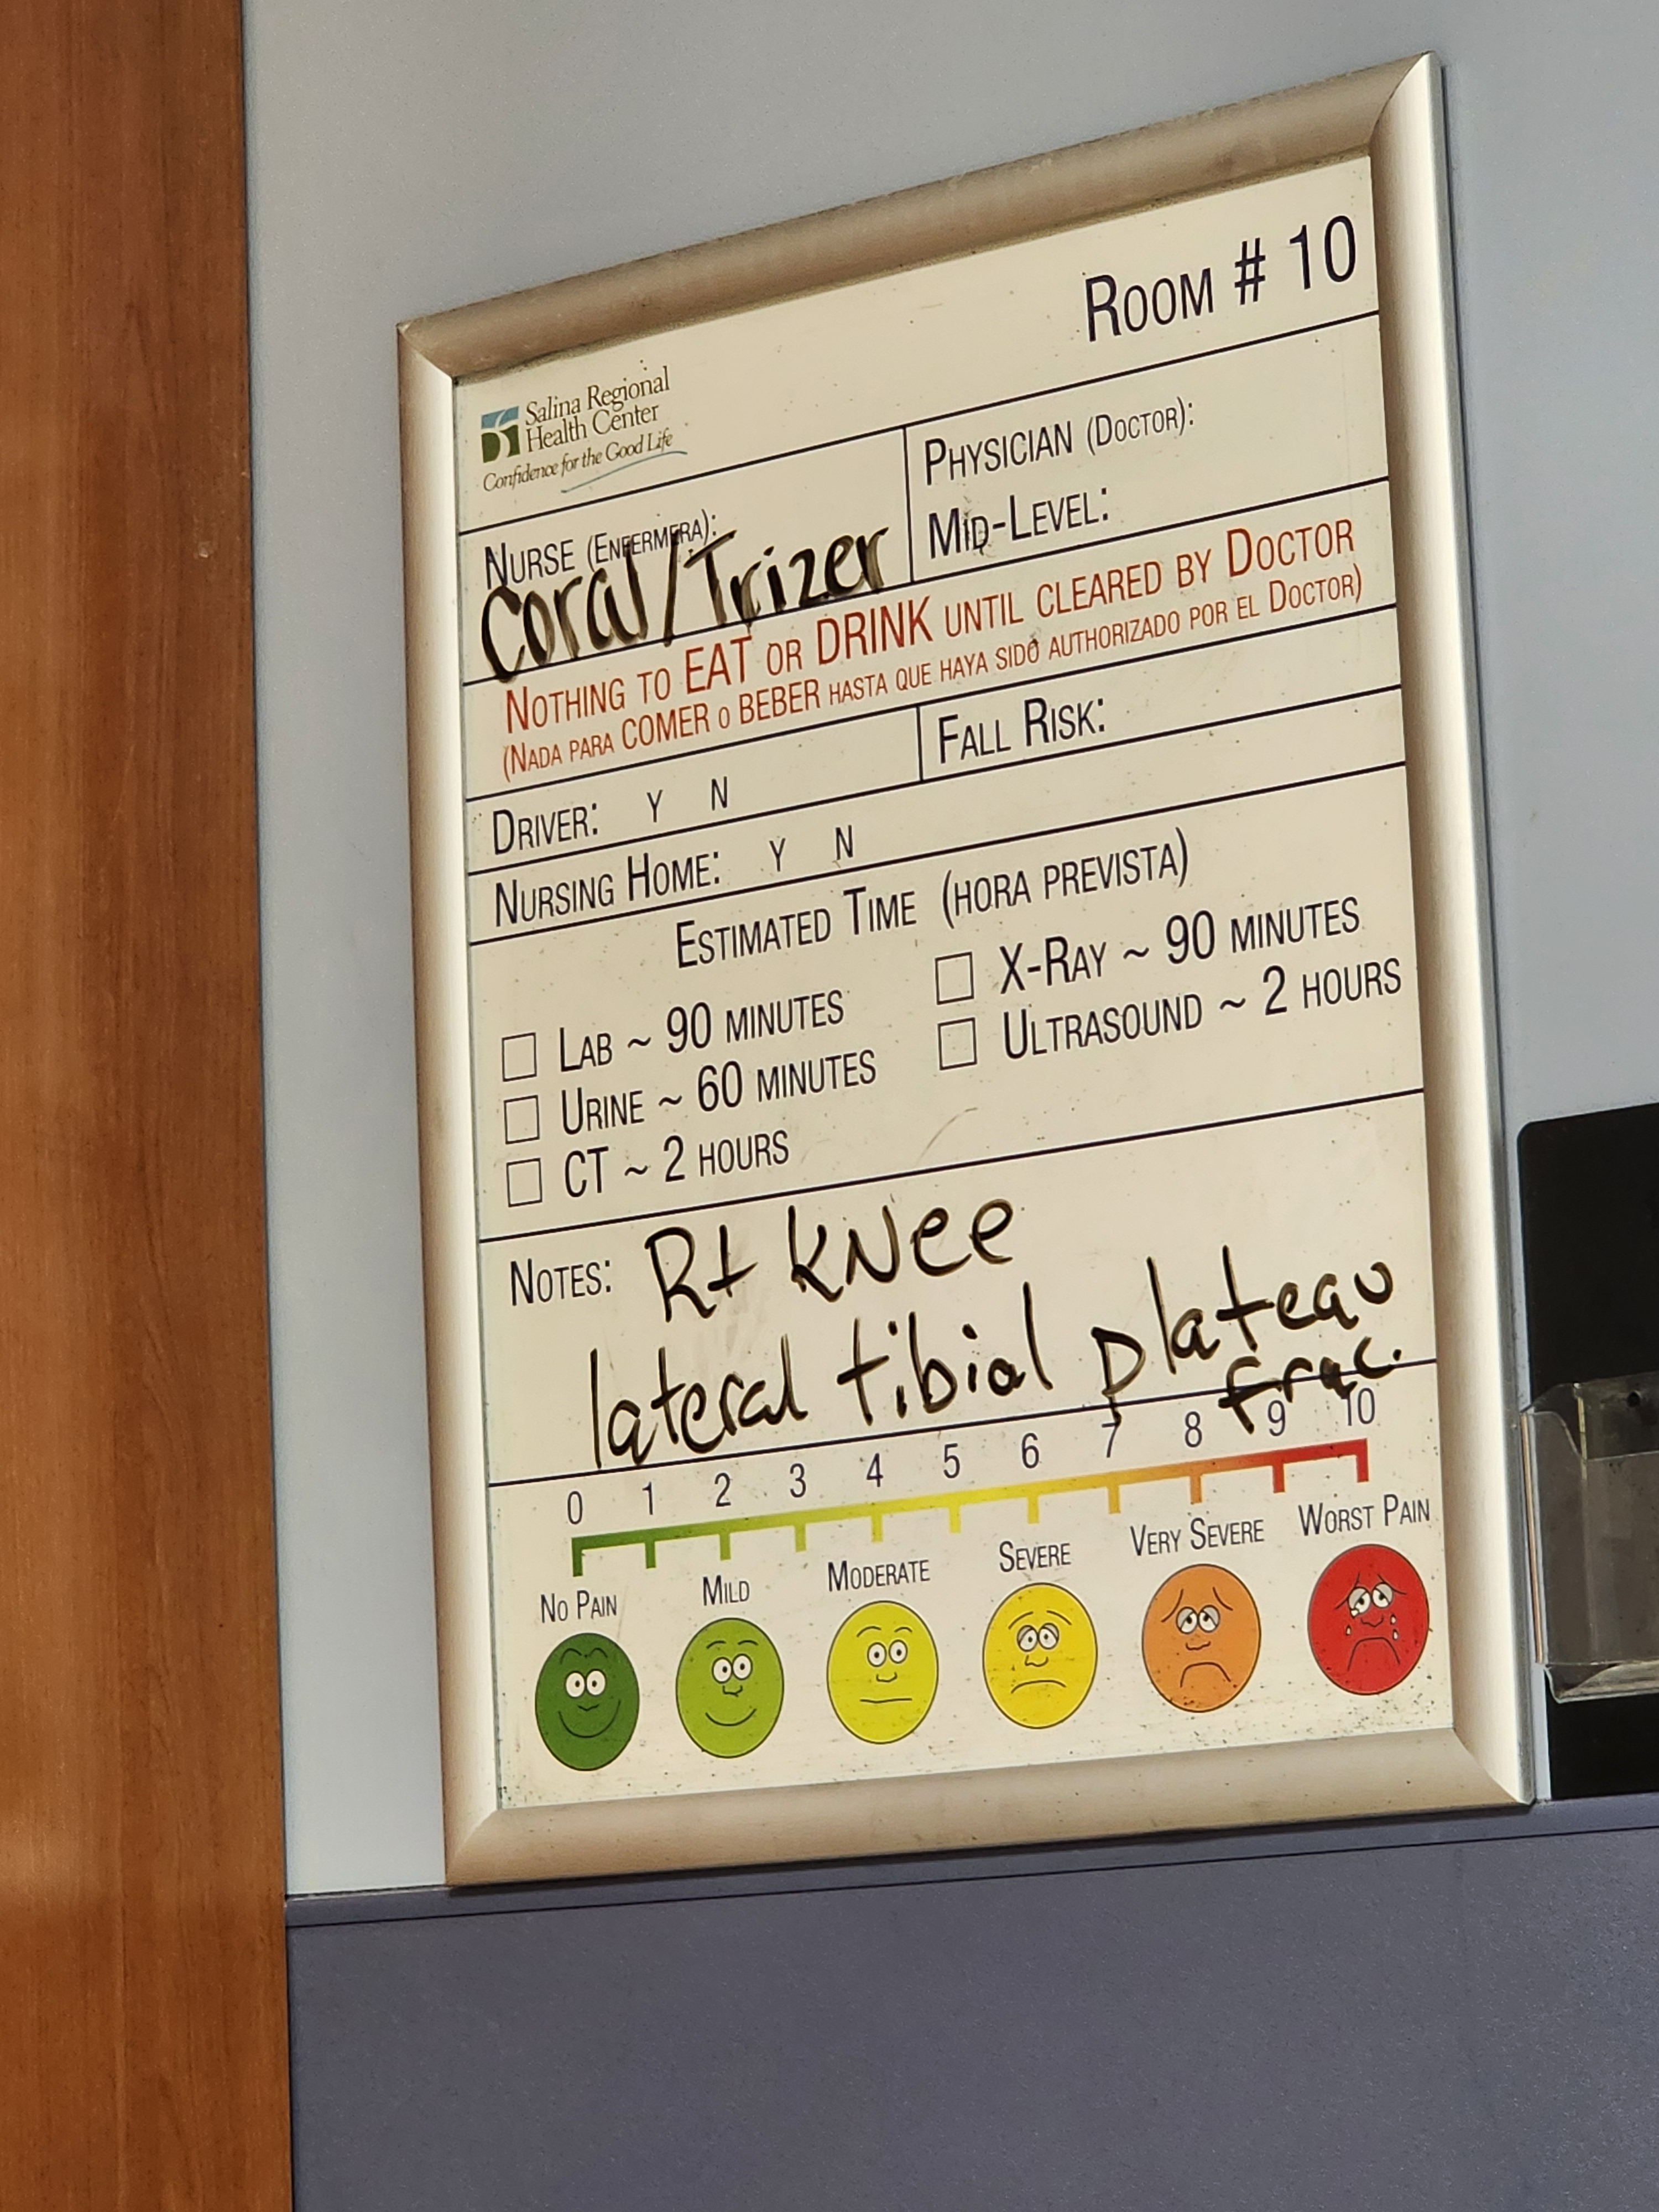 Room # 10
Salina Regional
Health Center
Confidence for the Good Life
Nurse (Enfermera):
Coral/Trizer
Physician (Doctor):
Mid-Level:
Nothing to EAT or DRINK until cleared by Doctor
(Nada para COMER o BEBER hasta que haya sido authorizado por el Doctor)
Driver: Y N
Fall Risk:
Nursing Home: Y N
Estimated Time (hora prevista)
Lab ~ 90 minutes
Urine ~ 60 minutes
CT ~ 2 hours
X-Ray ~ 90 minutes
Ultrasound ~ 2 hours
Notes: Rt kNee
lateral tibial plateau
frac.
0 1 2 3 4 5 6 7 8 9 10
No Pain Mild Moderate Severe Very Severe Worst Pain